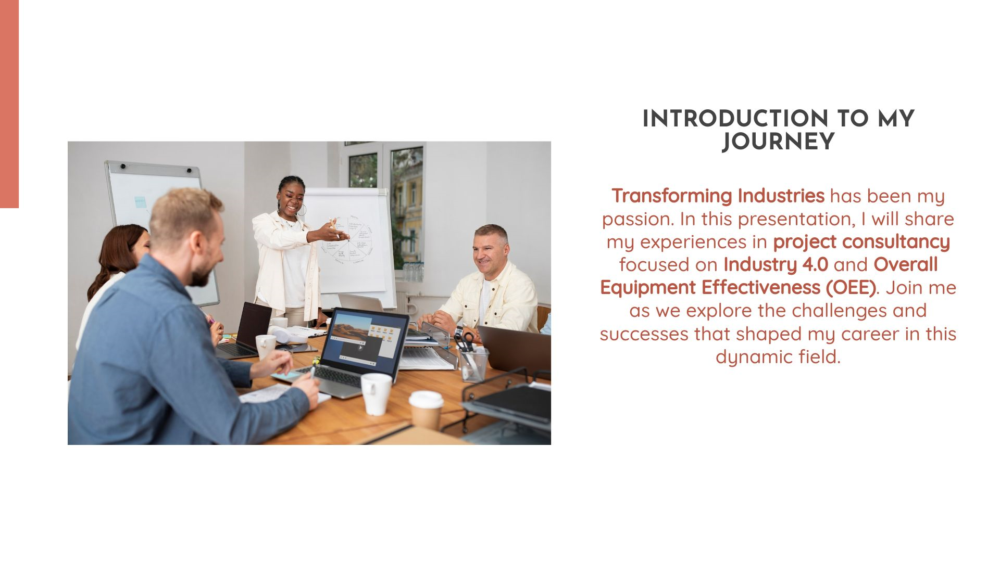 INTRODUCTION TO MY
JOURNEY
Transforming Industries has been my
passion. In this presentation, I will share
my experiences in project consultancy
focused on Industry 4.0 and Overall
Equipment Effectiveness (OEE). Join me
as we explore the challenges and
successes that shaped my career in this
dynamic field.